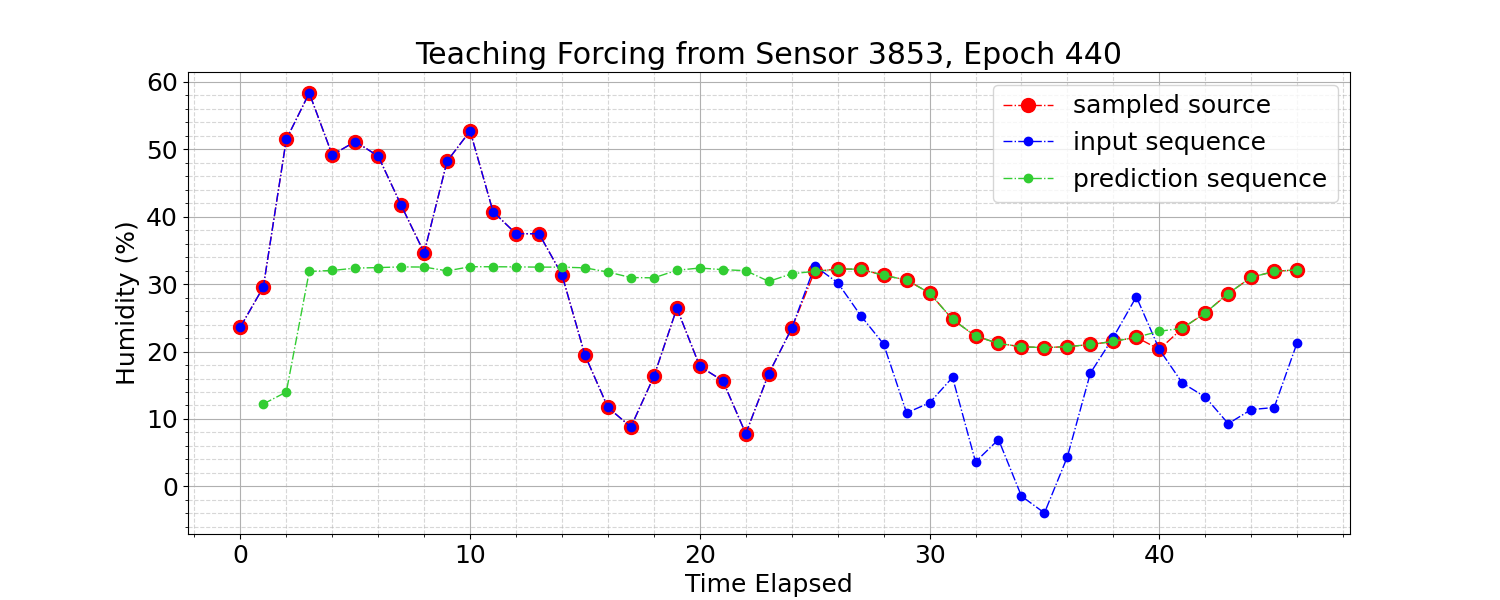 Teaching Forcing from Sensor 3853, Epoch 440
sampled source
input sequence
prediction sequence
Humidity (%)
60
50
40
30
20
10
0
0 10 20 30 40
Time Elapsed